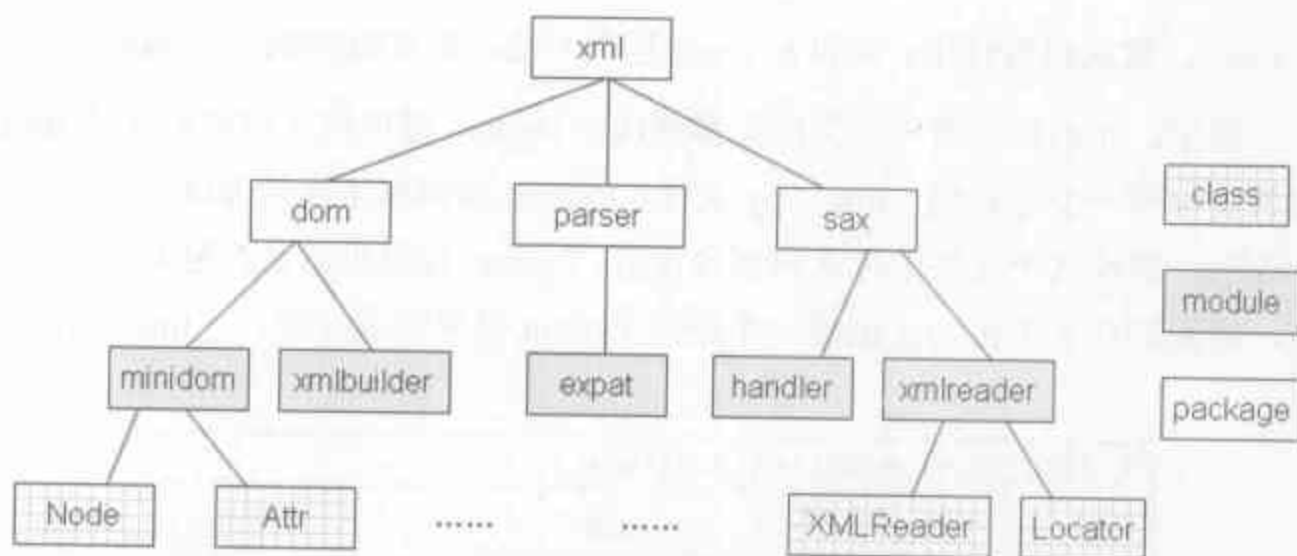 xml
dom
parser
sax
class
module
minidom
xmlbuilder
expat
handler
xmlreader
package
Node
Attr
......
......
XMLReader
Locator